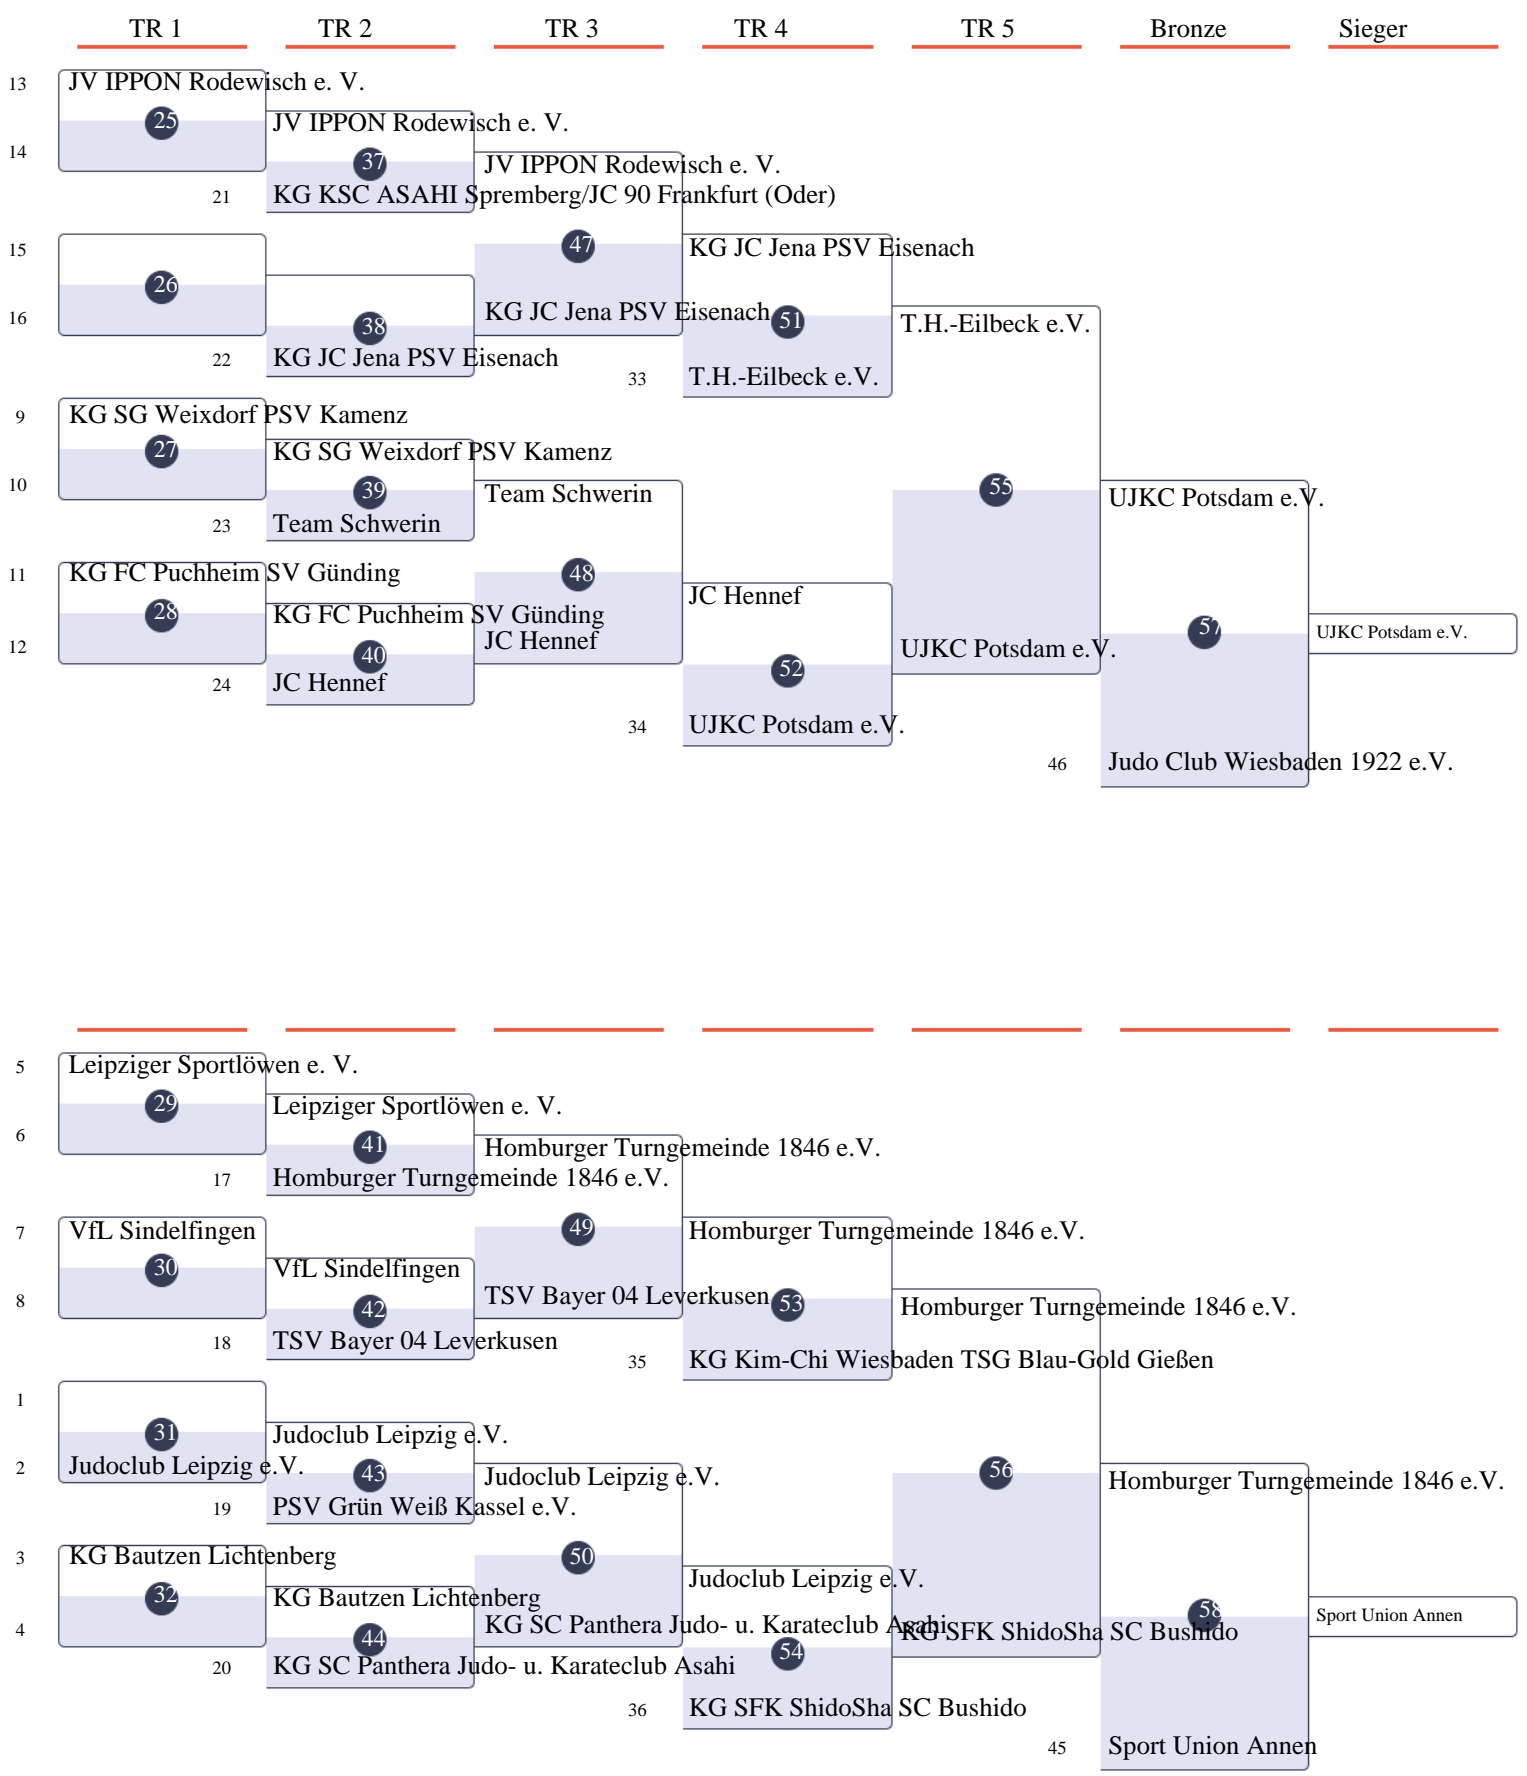 TR 1 TR 2 TR 3 TR 4 TR 5 Bronze Sieger
13 JV IPPON Rodewisch e. V.
25 JV IPPON Rodewisch e. V.
14 37 JV IPPON Rodewisch e. V.
21 KG KSC ASAHI Spremberg/JC 90 Frankfurt (Oder)
15 47 KG JC Jena PSV Eisenach
26
16 38 KG JC Jena PSV Eisenach 51 T.H.-Eilbeck e.V.
22 KG JC Jena PSV Eisenach
33 T.H.-Eilbeck e.V.
9 KG SG Weixdorf PSV Kamenz
27 KG SG Weixdorf PSV Kamenz
10 39 Team Schwerin 55 UJKC Potsdam e.V.
23 Team Schwerin
11 KG FC Puchheim SV Günding 48
JC Hennef
28 KG FC Puchheim SV Günding
12 JC Hennef 57 UJKC Potsdam e.V.
40 UJKC Potsdam e.V.
24 JC Hennef 52
34 UJKC Potsdam e.V.
46 Judo Club Wiesbaden 1922 e.V.
5 Leipziger Sportlöwen e. V.
29 Leipziger Sportlöwen e. V.
6 41 Homburger Turngemeinde 1846 e.V.
17 Homburger Turngemeinde 1846 e.V.
7 VfL Sindelfingen 49 Homburger Turngemeinde 1846 e.V.
30 VfL Sindelfingen
8 42 TSV Bayer 04 Leverkusen 53 Homburger Turngemeinde 1846 e.V.
18 TSV Bayer 04 Leverkusen
35 KG Kim-Chi Wiesbaden TSG Blau-Gold Gießen
1
31 Judoclub Leipzig e.V.
2 Judoclub Leipzig e.V. 43 Judoclub Leipzig e.V. 56 Homburger Turngemeinde 1846 e.V.
19 PSV Grün Weiß Kassel e.V.
3 KG Bautzen Lichtenberg 50
Judoclub Leipzig e.V.
32 KG Bautzen Lichtenberg
58 Sport Union Annen
4 44 KG SC Panthera Judo- u. Karateclub Asahi KG SFK ShidoSha SC Bushido
20 KG SC Panthera Judo- u. Karateclub Asahi 54
36 KG SFK ShidoSha SC Bushido
45 Sport Union Annen